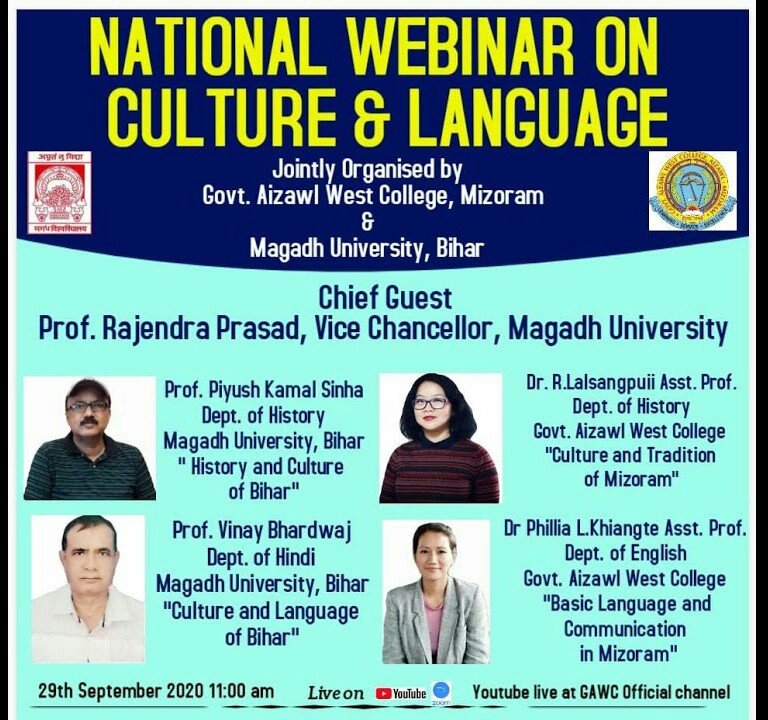 NATIONAL WEBINAR ON
CULTURE & LANGUAGE
Jointly Organised by
Govt. Aizawl West College, Mizoram
&
Magadh University, Bihar
मगध विश्वविद्यालय
Chief Guest
Prof. Rajendra Prasad, Vice Chancellor, Magadh University
Prof. Piyush Kamal Sinha
Dept. of History
Magadh University, Bihar
" History and Culture
of Bihar"
Dr. R.Lalsangpuii Asst. Prof.
Dept. of History
Govt. Aizawl West College
"Culture and Tradition
of Mizoram"
Prof. Vinay Bhardwaj
Dept. of Hindi
Magadh University, Bihar
"Culture and Language
of Bihar"
Dr Phillia L.Khiangte Asst. Prof.
Dept. of English
Govt. Aizawl West College
"Basic Language and
Communication
in Mizoram"
29th September 2020 11:00 am
Live on
YouTube
zoom
Youtube live at GAWC Official channel